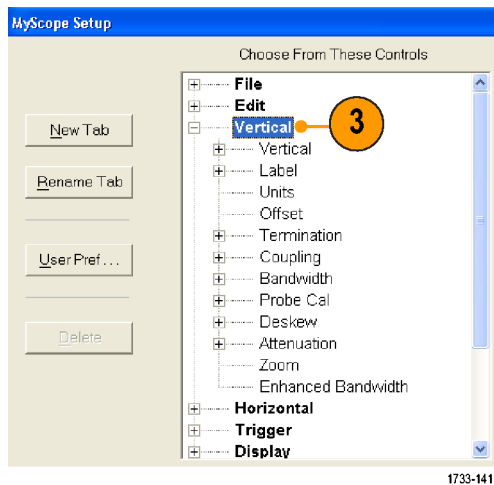 MyScope Setup
Choose From These Controls
File
Edit
New Tab
Vertical
3
Vertical
Rename Tab
Label
Units
Offset
Termination
User Pref . . .
Coupling
Bandwidth
Probe Cal
Deskew
Delete
Attenuation
Zoom
Enhanced Bandwidth
Horizontal
Trigger
Display
1733-141